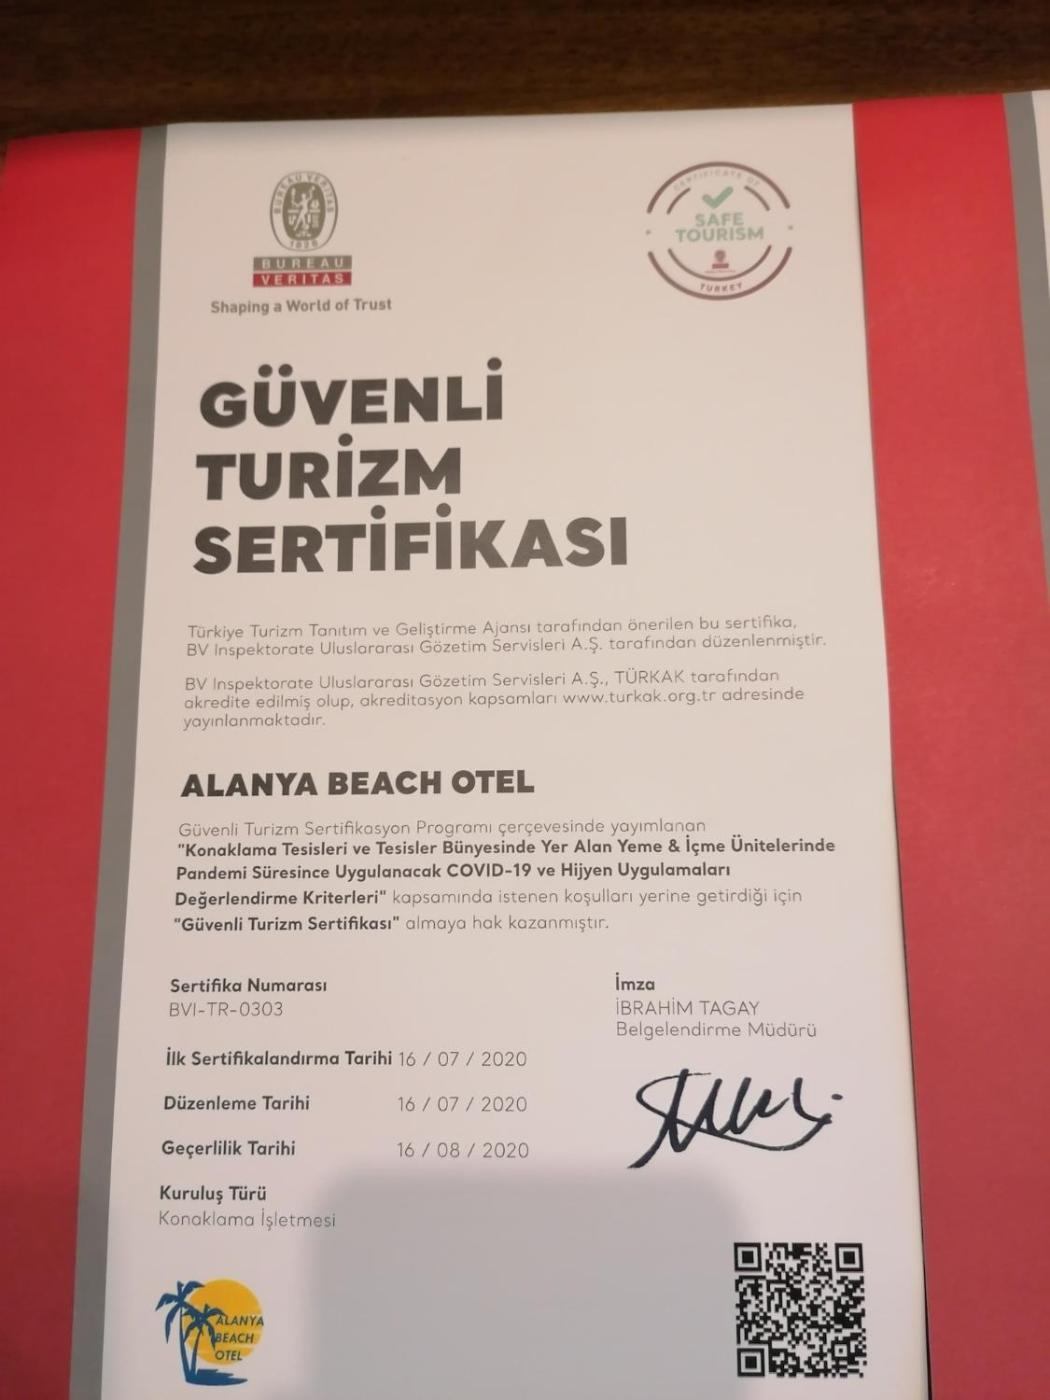 BUREAU VERITAS
1828
BUREAU
VERITAS
Shaping a World of Trust
CERTIFICATE OF
SAFE
TOURISM
TURKEY
GÜVENLİ
TURİZM
SERTİFİKASI
Türkiye Turizm Tanıtım ve Geliştirme Ajansı tarafından önerilen bu sertifika,
BV Inspektorate Uluslararası Gözetim Servisleri A.Ş. tarafından düzenlenmiştir.
BV Inspektorate Uluslararası Gözetim Servisleri A.Ş., TÜRKAK tarafından
akredite edilmiş olup, akreditasyon kapsamları www.turkak.org.tr adresinde
yayınlanmaktadır.
ALANYA BEACH OTEL
Güvenli Turizm Sertifikasyon Programı çerçevesinde yayımlanan
"Konaklama Tesisleri ve Tesisler Bünyesinde Yer Alan Yeme & İçme Ünitelerinde
Pandemi Süresince Uygulanacak COVID-19 ve Hijyen Uygulamaları
Değerlendirme Kriterleri" kapsamında istenen koşulları yerine getirdiği için
"Güvenli Turizm Sertifikası" almaya hak kazanmıştır.
Sertifika Numarası
BVI-TR-0303
İmza
İBRAHİM TAGAY
Belgelendirme Müdürü
İlk Sertifikalandırma Tarihi 16 / 07 / 2020
Düzenleme Tarihi 16 / 07 / 2020
Geçerlilik Tarihi 16 / 08 / 2020
Kuruluş Türü
Konaklama İşletmesi
ALANYA
BEACH
OTEL